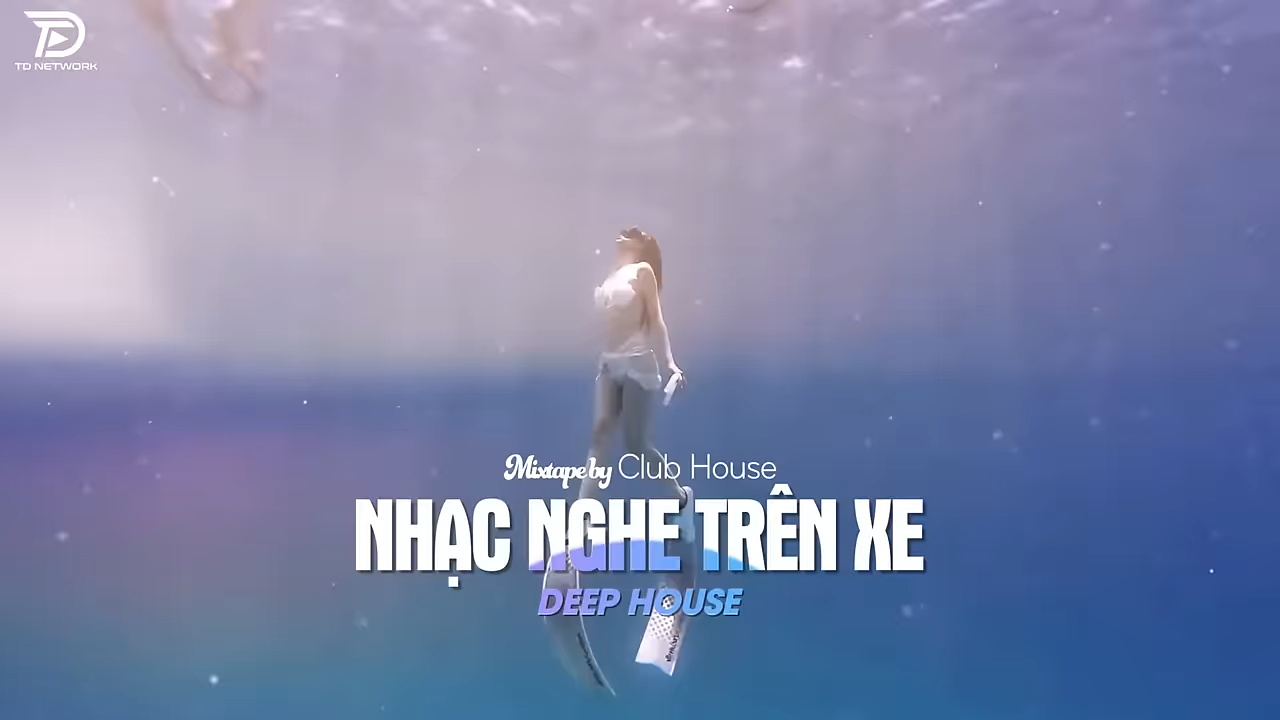 TD NETWORK
Mixtape by Club House
NHẠC NGHE TRÊN XE
DEEP HOUSE